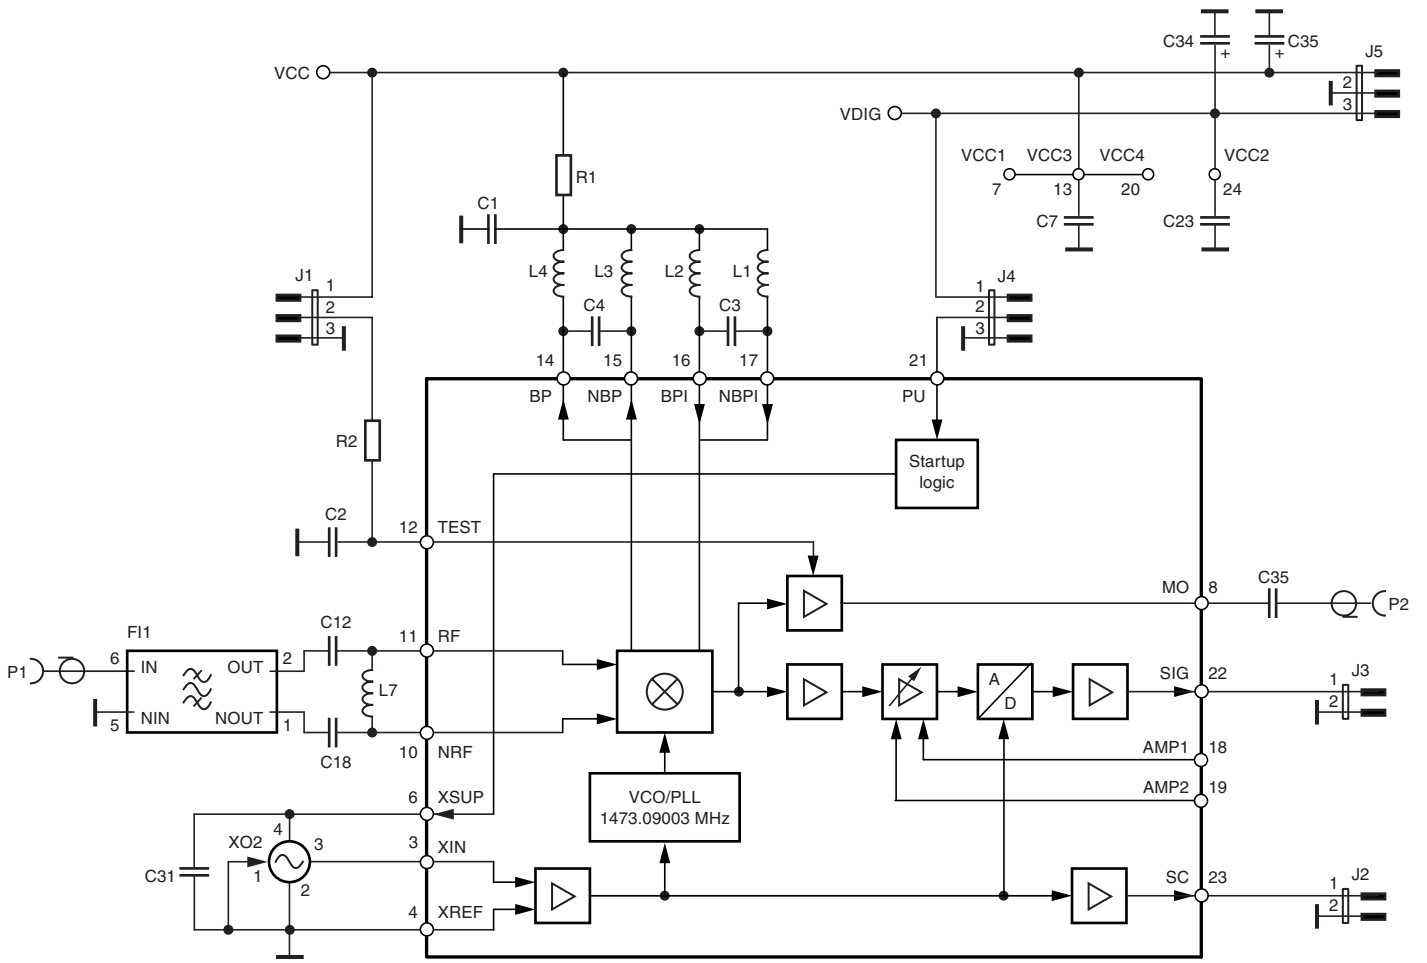 C34
+
C35
+
J5
VCC
2
3
VDIG
VCC1
VCC3
VCC4
VCC2
7
13
20
24
R1
C1
C7
C23
L4
L3
L2
L1
J1
1
2
3
C4
C3
J4
1
2
3
14
15
16
17
21
BP
NBP
BPI
NBPI
PU
R2
Startup
logic
C2
12
TEST
MO
8
C35
P2
C12
FI1
11
RF
P1
6
IN
OUT
2
L7
SIG
22
1
J3
2
5
NIN
NOUT
1
A
D
C18
10
NRF
AMP1
18
AMP2
19
6
XSUP
VCO/PLL
1473.09003 MHz
4
XO2
3
3
XIN
C31
1
2
SC
23
J2
1
2
4
XREF